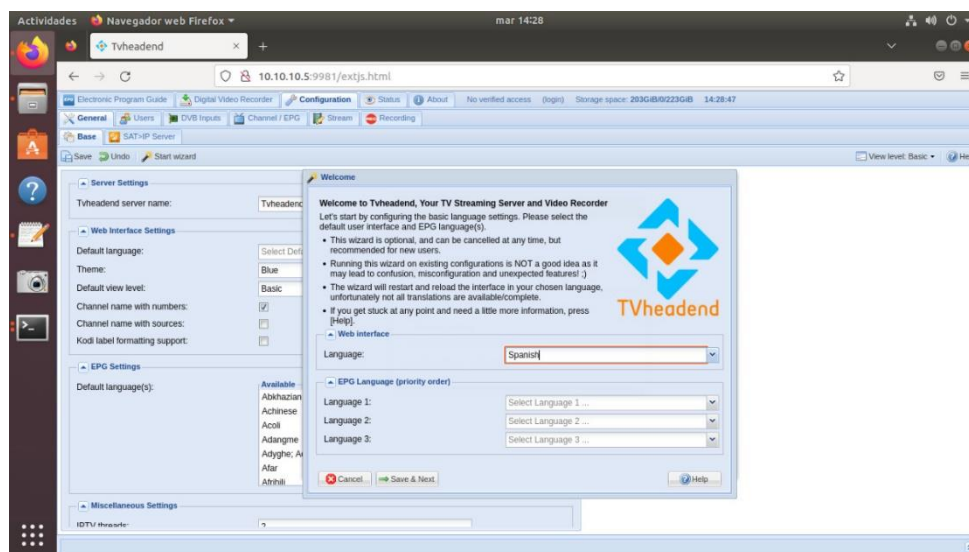 Actividades
Navegador web Firefox
mar 14:28
Tvheadend
10.10.10.5:9981/extjs.html
Electronic Program Guide
Digital Video Recorder
Configuration
Status
About
No verified access
(login)
Storage space: 203GiB/0/223GiB
14:28:47
General
Users
DVB Inputs
Channel / EPG
Stream
Recording
Base
SAT>IP Server
Save
Undo
Start wizard
View level: Basic
He
Server Settings
Tvheadend server name:
Tvheadend
Web Interface Settings
Default language:
Select Def
Theme:
Blue
Default view level:
Basic
Channel name with numbers:
Channel name with sources:
Kodi label formatting support:
EPG Settings
Default language(s):
Available
Abkhazian
Achinese
Acoli
Adangme
Adyghe; A
Afar
Afrihili
Miscellaneous Settings
IPTV threads:
2
Welcome
Welcome to Tvheadend, Your TV Streaming Server and Video Recorder
Let's start by configuring the basic language settings. Please select the
default user interface and EPG language(s).
• This wizard is optional, and can be cancelled at any time, but
recommended for new users.
• Running this wizard on existing configurations is NOT a good idea as it
may lead to confusion, misconfiguration and unexpected features! ;)
• The wizard will restart and reload the interface in your chosen language,
unfortunately not all translations are available/complete.
• If you get stuck at any point and need a little more information, press
[Help].
TVheadend
Web interface
Language:
Spanish
EPG Language (priority order)
Language 1:
Select Language 1 ...
Language 2:
Select Language 2 ...
Language 3:
Select Language 3 ...
Cancel
Save & Next
Help